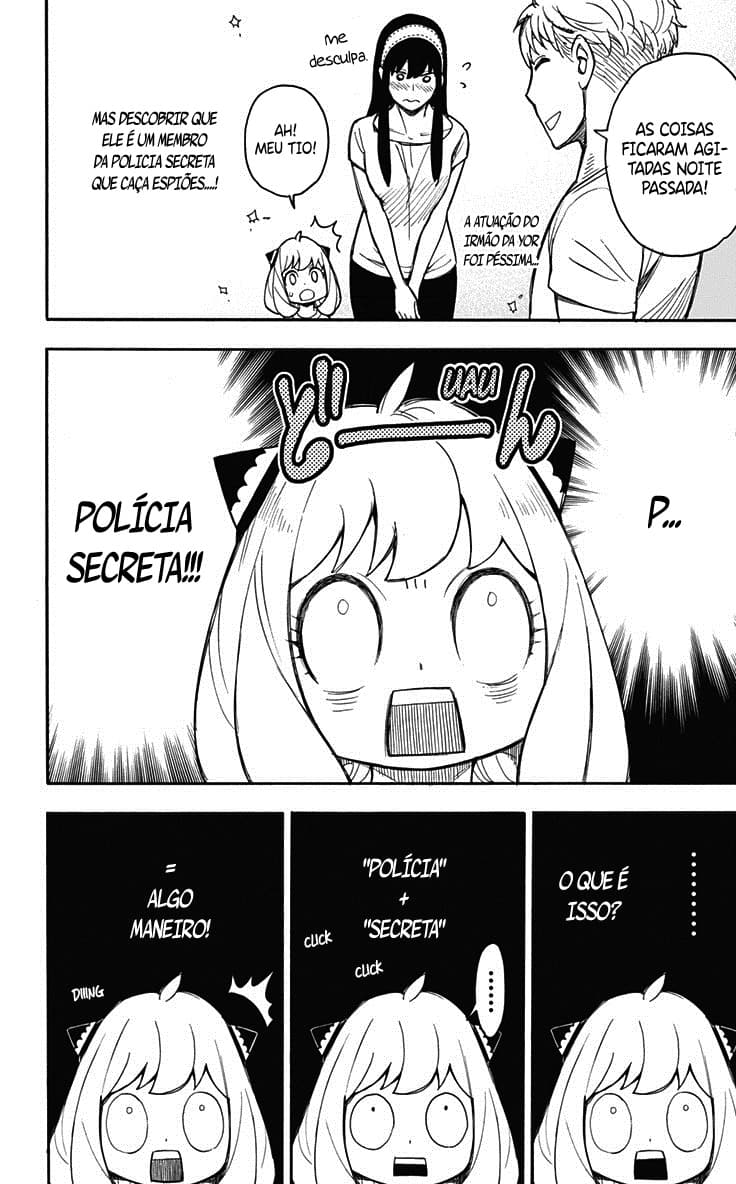 AS COISAS
FICARAM AGI-
TADAS NOITE
PASSADA!
me
desculpa.
A ATUAÇÃO DO
IRMÃO DA YOR
FOI PÉSSIMA...
AH!
MEU TIO!
MAS DESCOBRIR QUE
ELE É UM MEMBRO
DA POLICIA SECRETA
QUE CAÇA ESPIÕES....!
P...
UAU
ど――ん
POLÍCIA
SECRETA!!!
........
O QUE É
ISSO?
"POLÍCIA"
+
"SECRETA"
CLICK
CLICK
......
=
ALGO
MANEIRO!
DIIING